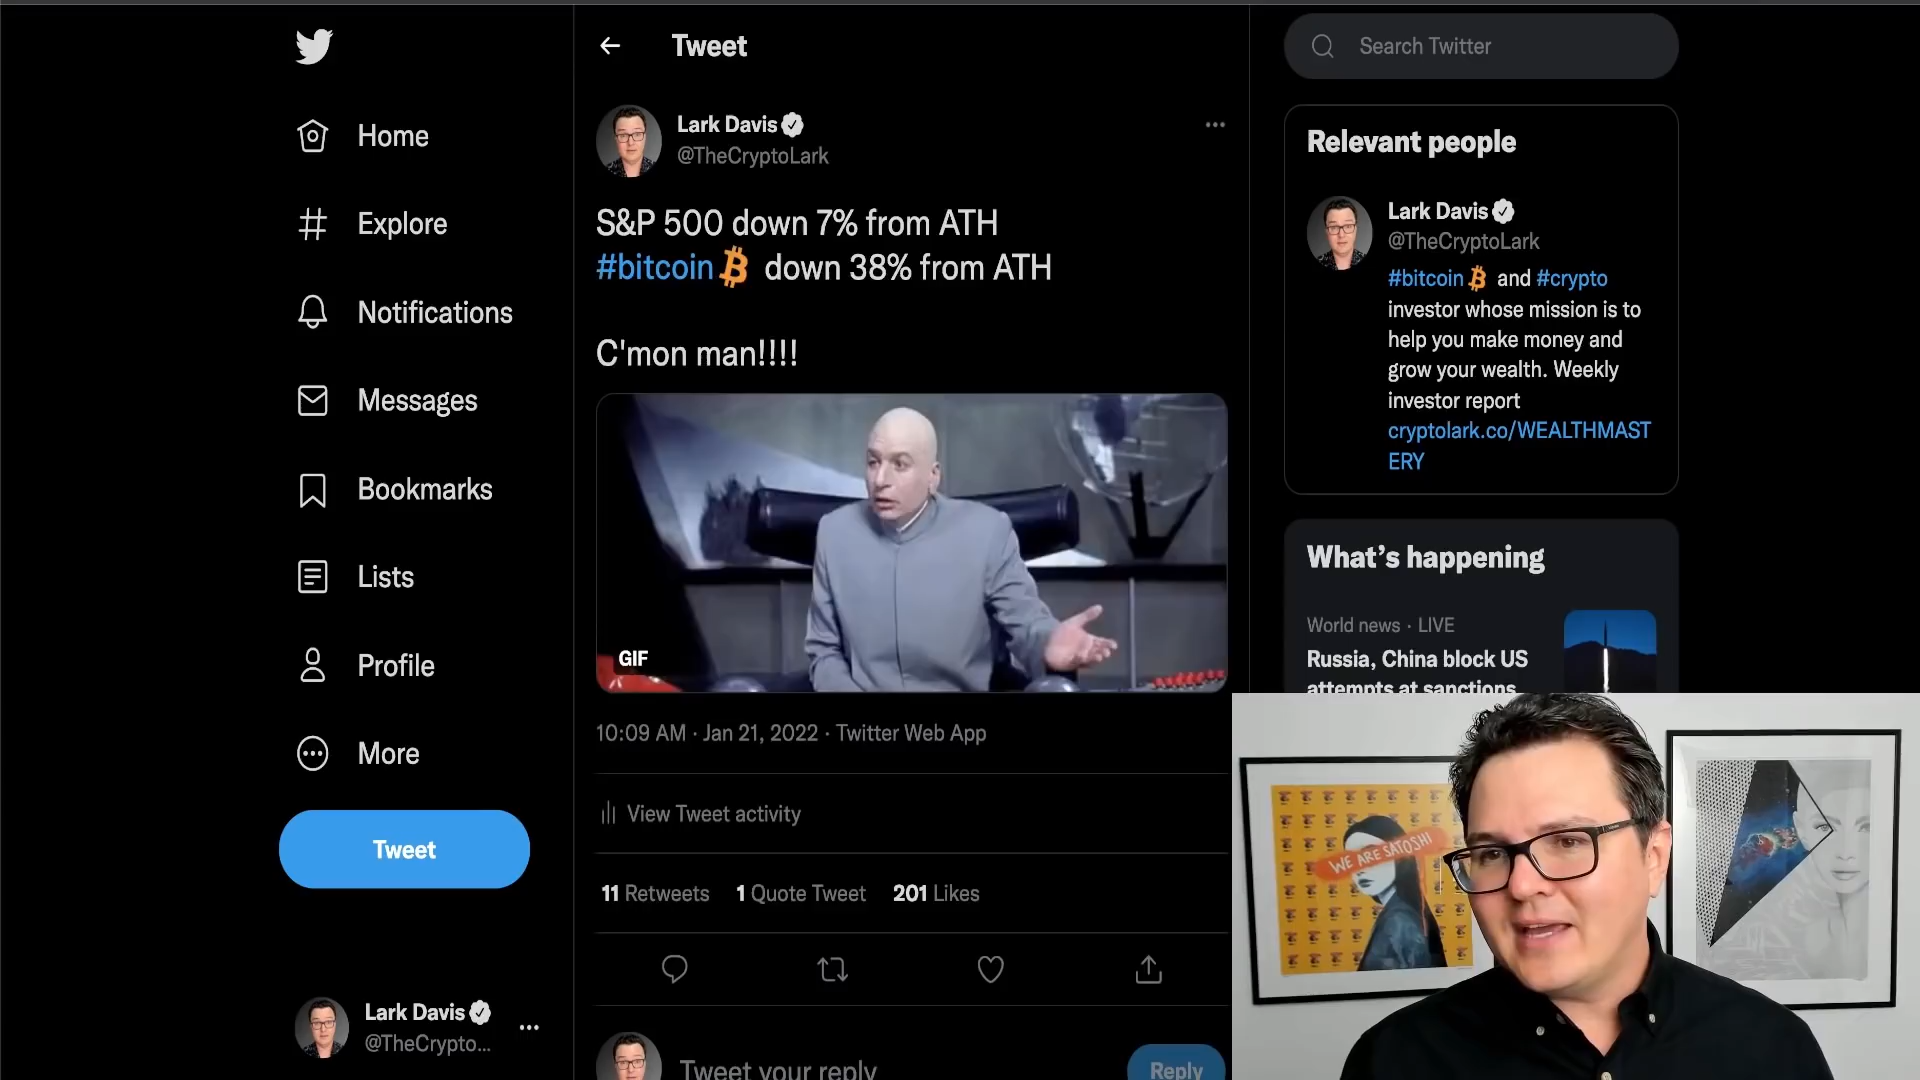 Home
Explore
Notifications
Messages
Bookmarks
Lists
Profile
More
Tweet
Lark Davis
@TheCrypto...
Tweet
Lark Davis
@TheCryptoLark
S&P 500 down 7% from ATH
#bitcoin down 38% from ATH
C'mon man!!!!
GIF
10:09 AM · Jan 21, 2022 · Twitter Web App
View Tweet activity
11 Retweets 1 Quote Tweet 201 Likes
Tweet your reply
Reply
Search Twitter
Relevant people
Lark Davis
@TheCryptoLark
#bitcoin and #crypto
investor whose mission is to
help you make money and
grow your wealth. Weekly
investor report
cryptolark.co/WEALTHMAST
ERY
What’s happening
World news · LIVE
Russia, China block US
attempts at sanctions
WE ARE SATOSHI